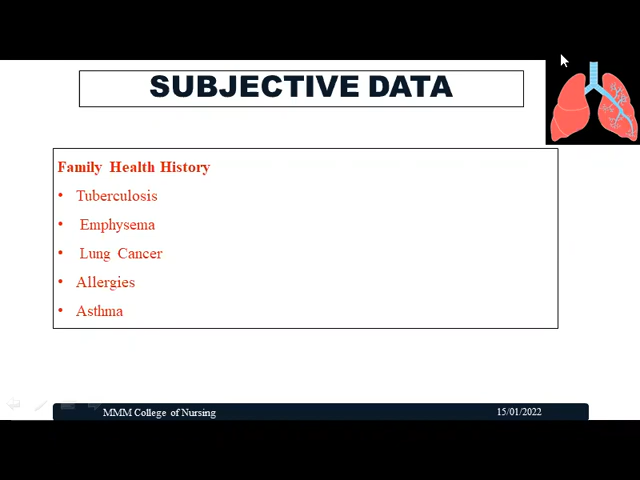 SUBJECTIVE DATA
Family Health History
• Tuberculosis
• Emphysema
• Lung Cancer
• Allergies
• Asthma
MMM College of Nursing
15/01/2022